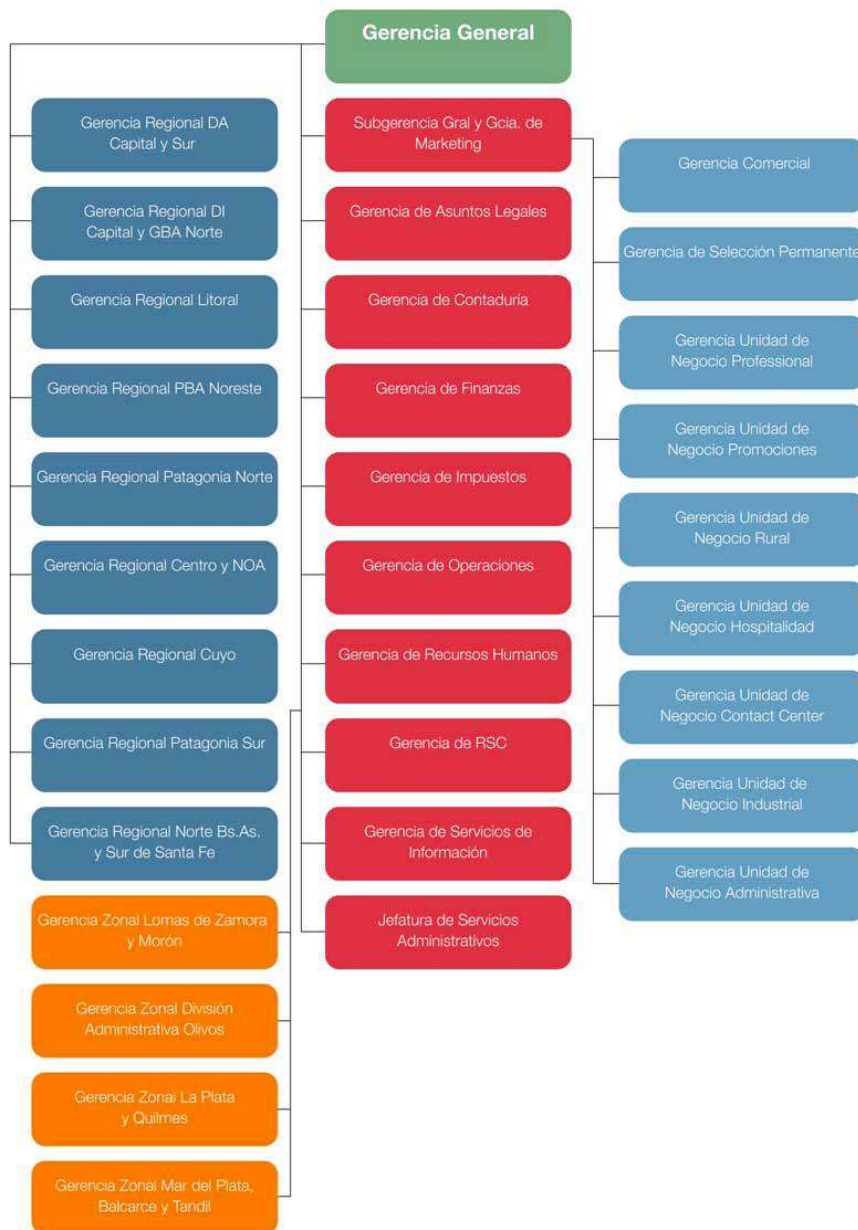 Gerencia General
Gerencia Regional DA
Capital y Sur
Gerencia Regional DI
Capital y GBA Norte
Gerencia Regional Litoral
Gerencia Regional PBA Noreste
Gerencia Regional Patagonia Norte
Gerencia Regional Centro y NOA
Gerencia Regional Cuyo
Gerencia Regional Patagonia Sur
Gerencia Regional Norte Bs.As.
y Sur de Santa Fe
Gerencia Zonal Lomas de Zamora
y Morón
Gerencia Zonal División
Administrativa Olivos
Gerencia Zonal La Plata
y Quilmes
Gerencia Zonal Mar del Plata,
Balcarce y Tandil
Subgerencia Gral y Gcia. de
Marketing
Gerencia de Asuntos Legales
Gerencia de Contaduría
Gerencia de Finanzas
Gerencia de Impuestos
Gerencia de Operaciones
Gerencia de Recursos Humanos
Gerencia de RSC
Gerencia de Servicios de
Información
Jefatura de Servicios
Administrativos
Gerencia Comercial
Gerencia de Selección Permanente
Gerencia Unidad de
Negocio Professional
Gerencia Unidad de
Negocio Promociones
Gerencia Unidad de
Negocio Rural
Gerencia Unidad de
Negocio Hospitalidad
Gerencia Unidad de
Negocio Contact Center
Gerencia Unidad de
Negocio Industrial
Gerencia Unidad de
Negocio Administrativa